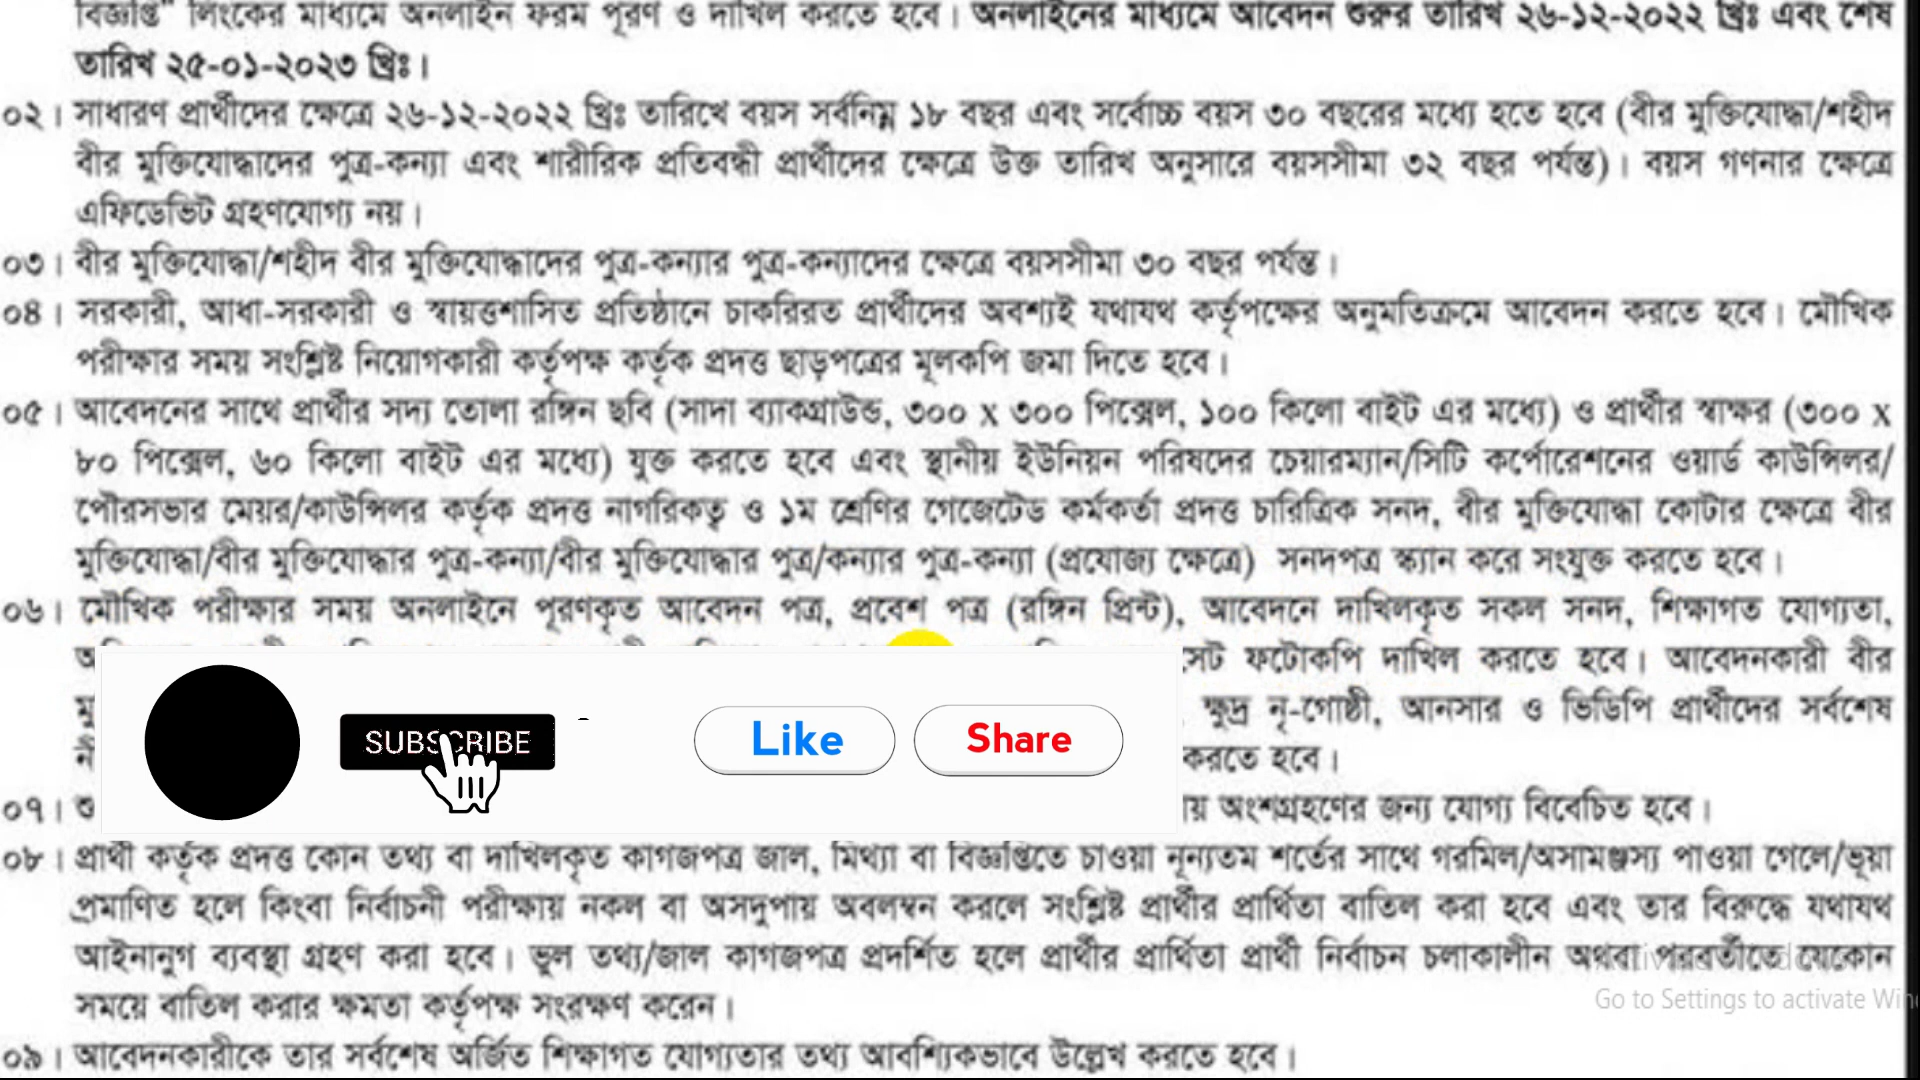 বিজ্ঞপ্তি" লিংকের মাধ্যমে অনলাইন ফরম পূরণ ও দাখিল করতে হবে। অনলাইনের মাধ্যমে আবেদন শুরুর তারিখ ২৬-১২-২০২২ খ্রিঃ এবং শেষ
তারিখ ২৫-০১-২০২৩ খ্রিঃ।
০২। সাধারণ প্রার্থীদের ক্ষেত্রে ২৬-১২-২০২২ খ্রিঃ তারিখে বয়স সর্বনিম্ন ১৮ বছর এবং সর্বোচ্চ বয়স ৩০ বছরের মধ্যে হতে হবে (বীর মুক্তিযোদ্ধা/শহীদ
বীর মুক্তিযোদ্ধাদের পুত্র-কন্যা এবং শারীরিক প্রতিবন্ধী প্রার্থীদের ক্ষেত্রে উক্ত তারিখ অনুসারে বয়সসীমা ৩২ বছর পর্যন্ত)। বয়স গণনার ক্ষেত্রে
এফিডেভিট গ্রহণযোগ্য নয়।
০৩। বীর মুক্তিযোদ্ধা/শহীদ বীর মুক্তিযোদ্ধাদের পুত্র-কন্যার পুত্র-কন্যাদের ক্ষেত্রে বয়সসীমা ৩০ বছর পর্যন্ত।
০৪। সরকারী, আধা-সরকারী ও স্বায়ত্তশাসিত প্রতিষ্ঠানে চাকরিরত প্রার্থীদের অবশ্যই যথাযথ কর্তৃপক্ষের অনুমতিক্রমে আবেদন করতে হবে। মৌখিক
পরীক্ষার সময় সংশ্লিষ্ট নিয়োগকারী কর্তৃপক্ষ কর্তৃক প্রদত্ত ছাড়পত্রের মূলকপি জমা দিতে হবে।
০৫। আবেদনের সাথে প্রার্থীর সদ্য তোলা রঙ্গিন ছবি (সাদা ব্যাকগ্রাউন্ড, ৩০০ x ৩০০ পিক্সেল, ১০০ কিলো বাইট এর মধ্যে) ও প্রার্থীর স্বাক্ষর (৩০০ x
৮০ পিক্সেল, ৬০ কিলো বাইট এর মধ্যে) যুক্ত করতে হবে এবং স্থানীয় ইউনিয়ন পরিষদের চেয়ারম্যান/সিটি কর্পোরেশনের ওয়ার্ড কাউন্সিলর/
পৌরসভার মেয়র/কাউন্সিলর কর্তৃক প্রদত্ত নাগরিকত্ব ও ১ম শ্রেণির গেজেটেড কর্মকর্তা প্রদত্ত চারিত্রিক সনদ, বীর মুক্তিযোদ্ধা কোটার ক্ষেত্রে বীর
মুক্তিযোদ্ধা/বীর মুক্তিযোদ্ধার পুত্র-কন্যা/বীর মুক্তিযোদ্ধার পুত্র/কন্যার পুত্র-কন্যা (প্রযোজ্য ক্ষেত্রে) সনদপত্র স্ক্যান করে সংযুক্ত করতে হবে।
০৬। মৌখিক পরীক্ষার সময় অনলাইনে পূরণকৃত আবেদন পত্র, প্রবেশ পত্র (রঙ্গিন প্রিন্ট), আবেদনে দাখিলকৃত সকল সনদ, শিক্ষাগত যোগ্যতা,
সেট ফটোকপি দাখিল করতে হবে। আবেদনকারী বীর
ক্ষুদ্র নৃ-গোষ্ঠী, আনসার ও ভিডিপি প্রার্থীদের সর্বশেষ
করতে হবে।
SUBSCRIBE Like Share
০৭। অংশগ্রহণের জন্য যোগ্য বিবেচিত হবে।
০৮। প্রার্থী কর্তৃক প্রদত্ত কোন তথ্য বা দাখিলকৃত কাগজপত্র জাল, মিথ্যা বা বিজ্ঞপ্তিতে চাওয়া নূন্যতম শর্তের সাথে গরমিল/অসামঞ্জস্য পাওয়া গেলে/ভূয়া
প্রমাণিত হলে কিংবা নির্বাচনী পরীক্ষায় নকল বা অসদুপায় অবলম্বন করলে সংশ্লিষ্ট প্রার্থীর প্রার্থিতা বাতিল করা হবে এবং তার বিরুদ্ধে যথাযথ
আইনানুগ ব্যবস্থা গ্রহণ করা হবে। ভুল তথ্য/জাল কাগজপত্র প্রদর্শিত হলে প্রার্থীর প্রার্থিতা প্রার্থী নির্বাচন চলাকালীন অথবা পরবর্তীতে যেকোন
সময়ে বাতিল করার ক্ষমতা কর্তৃপক্ষ সংরক্ষণ করেন।
Go to Settings to activate Win
০৯। আবেদনকারীকে তার সর্বশেষ অর্জিত শিক্ষাগত যোগ্যতার তথ্য আবশ্যিকভাবে উল্লেখ করতে হবে।